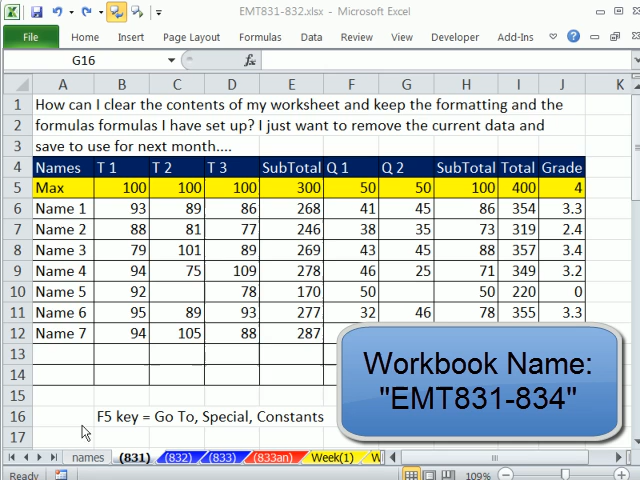 EMT831-832.xlsx - Microsoft Excel
File Home Insert Page Layout Formulas Data Review View Developer Add-Ins
G16 fx
A B C D E F G H I J K
1 How can I clear the contents of my worksheet and keep the formatting and the
2 formulas formulas I have set up? I just want to remove the current data and
3 save to use for next month....
4 Names T 1 T 2 T 3 SubTotal Q 1 Q 2 SubTotal Total Grade
5 Max 100 100 100 300 50 50 100 400 4
6 Name 1 93 89 86 268 41 45 86 354 3.3
7 Name 2 88 81 77 246 38 35 73 319 2.4
8 Name 3 79 101 89 269 43 45 88 357 3.4
9 Name 4 94 75 109 278 46 25 71 349 3.2
10 Name 5 92 78 170 50 50 220 0
11 Name 6 95 89 93 277 32 46 78 355 3.3
12 Name 7 94 105 88 287
13
14
15
16 F5 key = Go To, Special, Constants
17
Workbook Name:
"EMT831-834"
names (831) (832) (833) (833an) Week(1) W
Ready 109%